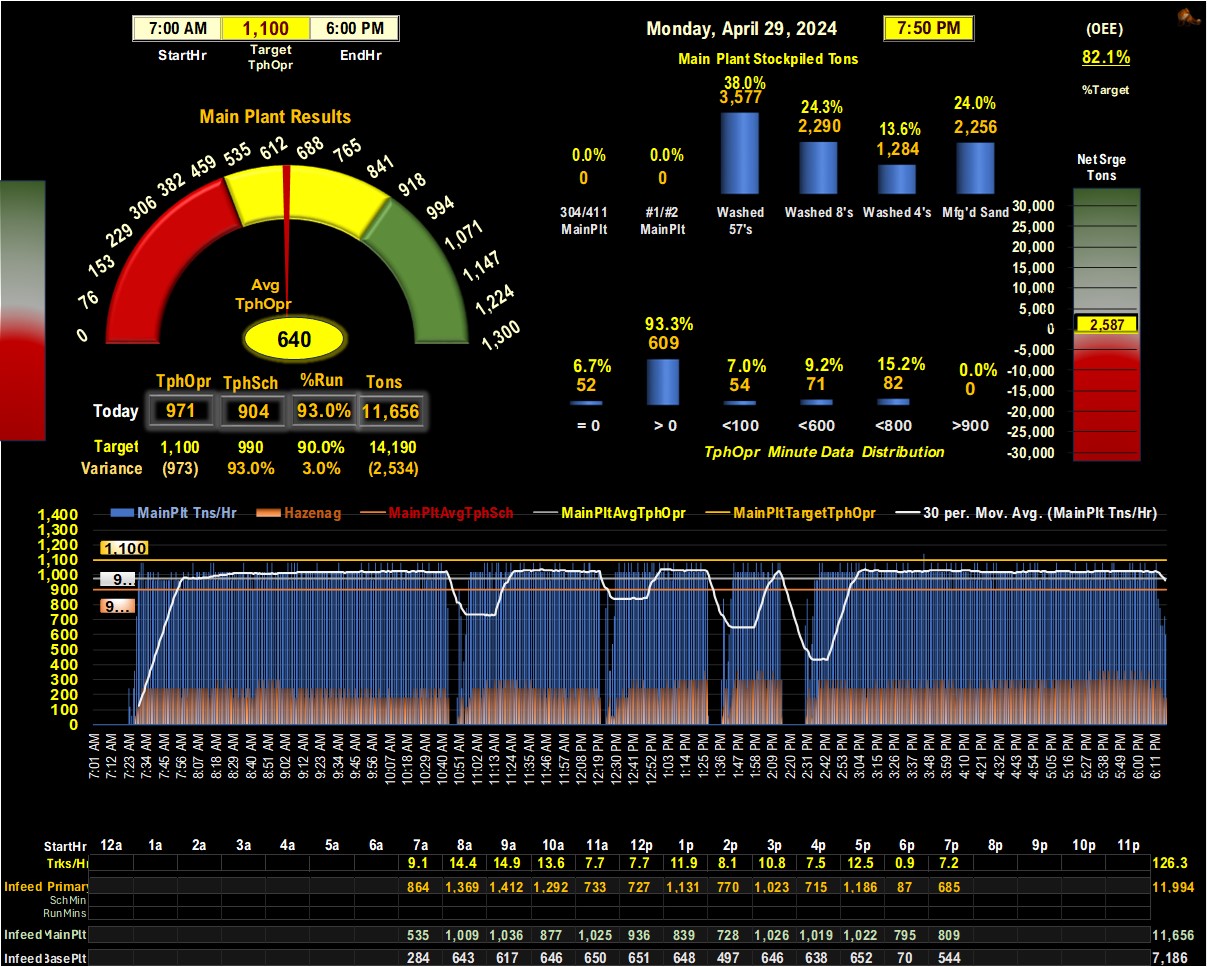 7:00 AM 1,100 6:00 PM
StartHr Target TphOpr EndHr
Monday, April 29, 2024 7:50 PM
(OEE)
82.1%
%Target
Main Plant Stockpiled Tons
38.0% 24.3% 13.6% 24.0%
3,577 2,290 1,284 2,256
0.0% 0.0%
0 0
304/411 MainPlt #1/#2 MainPlt Washed 57's Washed 8's Washed 4's Mfg'd Sand
Main Plant Results
0 76 153 229 306 382 459 535 612 688 765 841 918 994 1,071 1,147 1,224 1,300
Avg
TphOpr
640
NetSrge
Tons
30,000
25,000
20,000
15,000
10,000
5,000
0
-5,000
-10,000
-15,000
-20,000
-25,000
-30,000
2,587
93.3%
609
6.7% 7.0% 9.2% 15.2% 0.0%
52 54 71 82 0
= 0 > 0 <100 <600 <800 >900
TphOpr Minute Data Distribution
TphOpr TphSch %Run Tons
Today 971 904 93.0% 11,656
Target 1,100 990 90.0% 14,190
Variance (973) 93.0% 3.0% (2,534)
MainPlt Tns/Hr Hazenag MainPltAvgTphSch MainPltAvgTphOpr MainPltTargetTphOpr 30 per. Mov. Avg. (MainPlt Tns/Hr)
1,400
1,300
1,200
1,100
1,000
900
800
700
600
500
400
300
200
100
0
1,100
9...
9...
7:01 AM 7:12 AM 7:23 AM 7:34 AM 7:45 AM 7:56 AM 8:07 AM 8:18 AM 8:29 AM 8:40 AM 8:51 AM 9:02 AM 9:12 AM 9:23 AM 9:34 AM 9:45 AM 9:56 AM 10:07 AM 10:18 AM 10:29 AM 10:40 AM 10:51 AM 11:02 AM 11:13 AM 11:24 AM 11:35 AM 11:46 AM 11:57 AM 12:08 PM 12:19 PM 12:30 PM 12:41 PM 12:52 PM 1:03 PM 1:14 PM 1:25 PM 1:36 PM 1:47 PM 1:58 PM 2:09 PM 2:20 PM 2:31 PM 2:42 PM 2:53 PM 3:04 PM 3:15 PM 3:26 PM 3:37 PM 3:48 PM 3:59 PM 4:10 PM 4:21 PM 4:32 PM 4:43 PM 4:54 PM 5:05 PM 5:16 PM 5:27 PM 5:38 PM 5:49 PM 6:00 PM 6:11 PM
StartHr 12a 1a 2a 3a 4a 5a 6a 7a 8a 9a 10a 11a 12p 1p 2p 3p 4p 5p 6p 7p 8p 9p 10p 11p
Trks/Hr 9.1 14.4 14.9 13.6 7.7 7.7 11.9 8.1 10.8 7.5 12.5 0.9 7.2 126.3
Infeed Primary 864 1,369 1,412 1,292 733 727 1,131 770 1,023 715 1,186 87 685 11,994
SchMin
RunMins
Infeed MainPlt 535 1,009 1,036 877 1,025 936 839 728 1,026 1,019 1,022 795 809 11,656
Infeed BasePlt 284 643 617 646 650 651 648 497 646 638 652 70 544 7,186